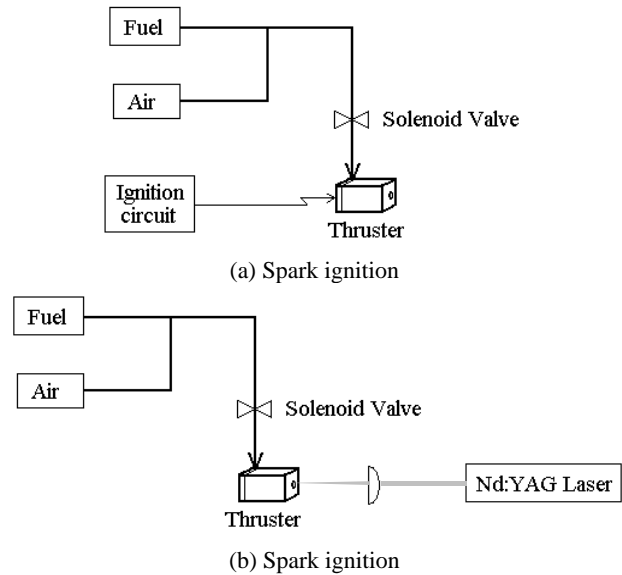 Fuel
Air
Solenoid Valve
Ignition
circuit
Thruster
(a) Spark ignition
Fuel
Air
Solenoid Valve
Nd:YAG Laser
Thruster
(b) Spark ignition